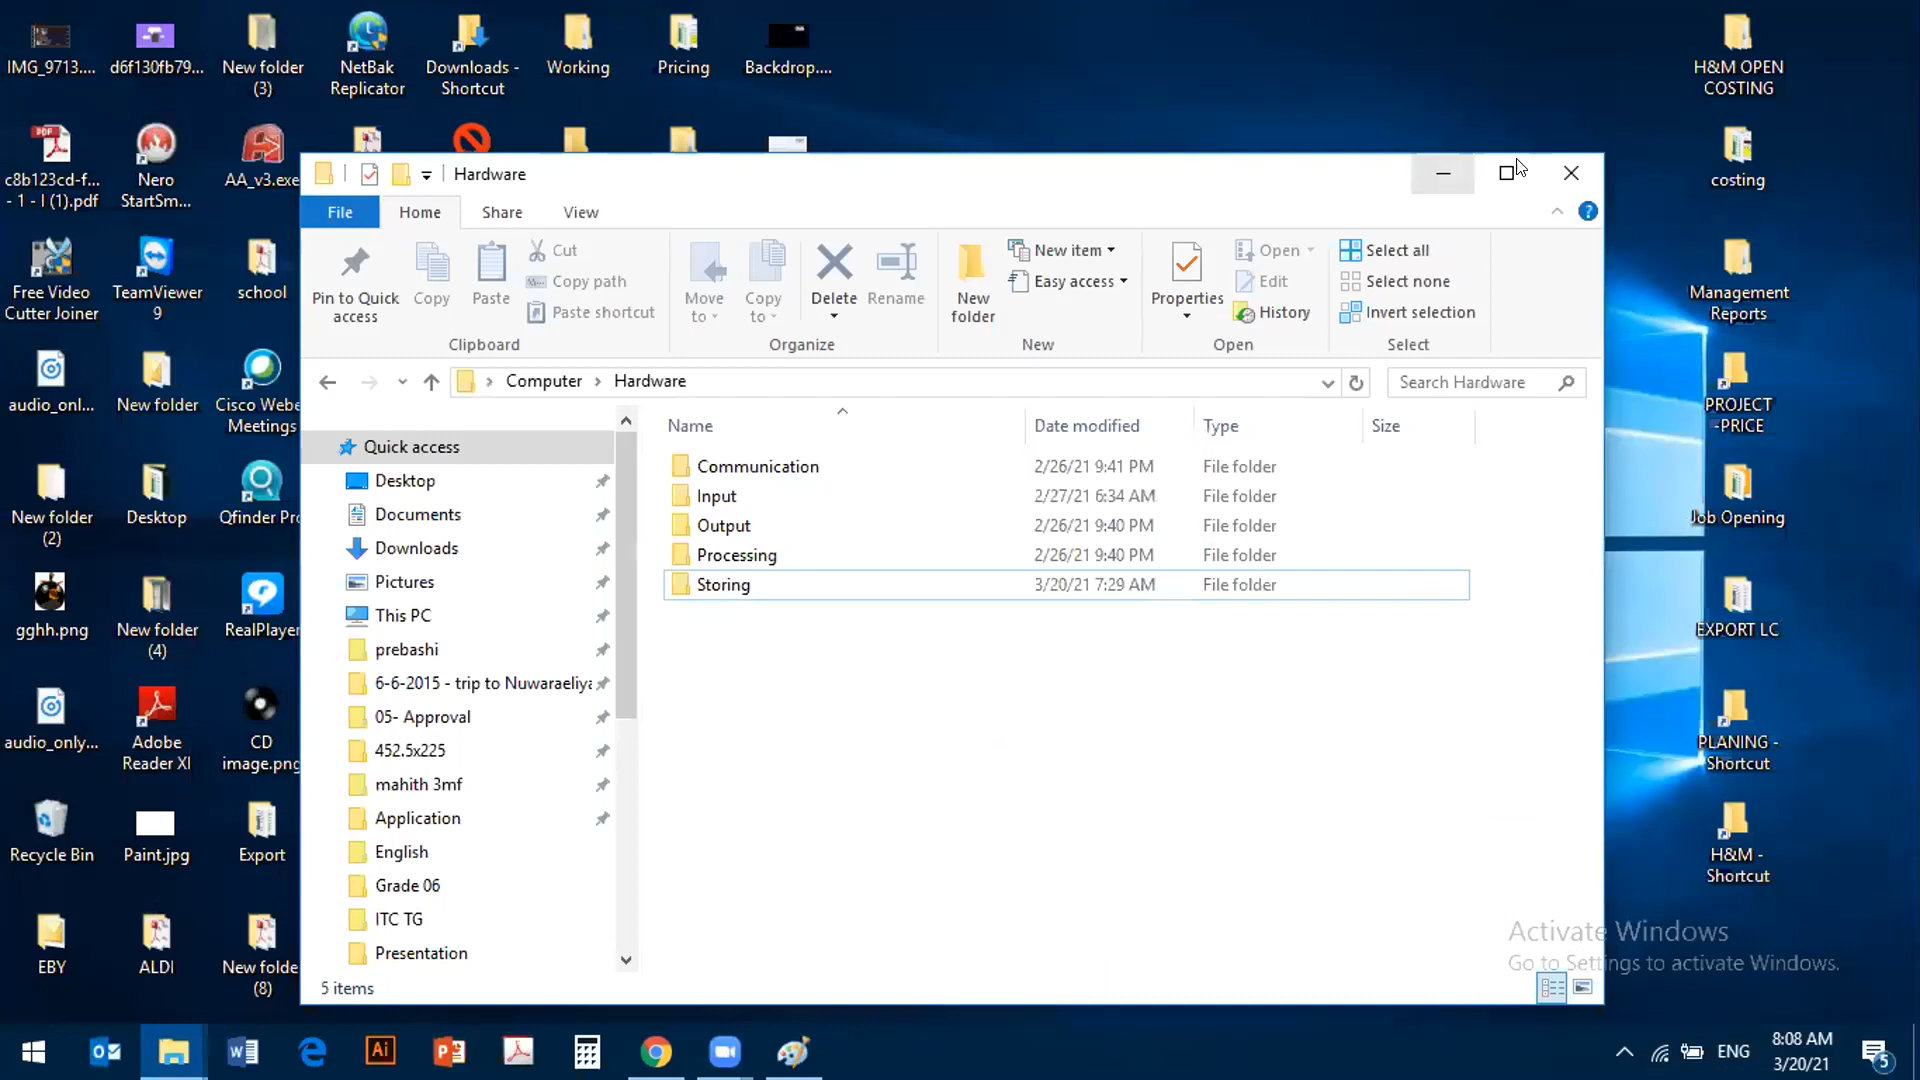 IMG_9713....
d6f130fb79...
New folder
(3)
NetBak
Replicator
Downloads -
Shortcut
Working
Pricing
Backdrop....
H&M OPEN
COSTING
c8b123cd-f...
- 1 - I (1).pdf
Nero
StartSm...
AA_v3.exe
costing
Free Video
Cutter Joiner
TeamViewer
9
school
Management
Reports
audio_onl...
New folder
Cisco Webe
Meetings
PROJECT
-PRICE
New folder
(2)
Desktop
Qfinder Pro
Job Opening
gghh.png
New folder
(4)
RealPlayer
EXPORT LC
audio_only...
Adobe
Reader XI
CD
image.png
PLANING -
Shortcut
Recycle Bin
Paint.jpg
Export
H&M -
Shortcut
EBY
ALDI
New folde
(8)
Hardware
File
Home
Share
View
Pin to Quick
access
Copy
Paste
Cut
Copy path
Paste shortcut
Clipboard
Move
to
Copy
to
Delete
Rename
Organize
New
folder
New item
Easy access
New
Properties
Open
Edit
History
Open
Select all
Select none
Invert selection
Select
Computer
Hardware
Search Hardware
Name
Date modified
Type
Size
Communication 2/26/21 9:41 PM File folder
Input 2/27/21 6:34 AM File folder
Output 2/26/21 9:40 PM File folder
Processing 2/26/21 9:40 PM File folder
Storing 3/20/21 7:29 AM File folder
Quick access
Desktop
Documents
Downloads
Pictures
This PC
prebashi
6-6-2015 - trip to Nuwaraeliya
05- Approval
452.5x225
mahith 3mf
Application
English
Grade 06
ITC TG
Presentation
5 items
Activate Windows
Go to Settings to activate Windows.
ENG
8:08 AM
3/20/21
5